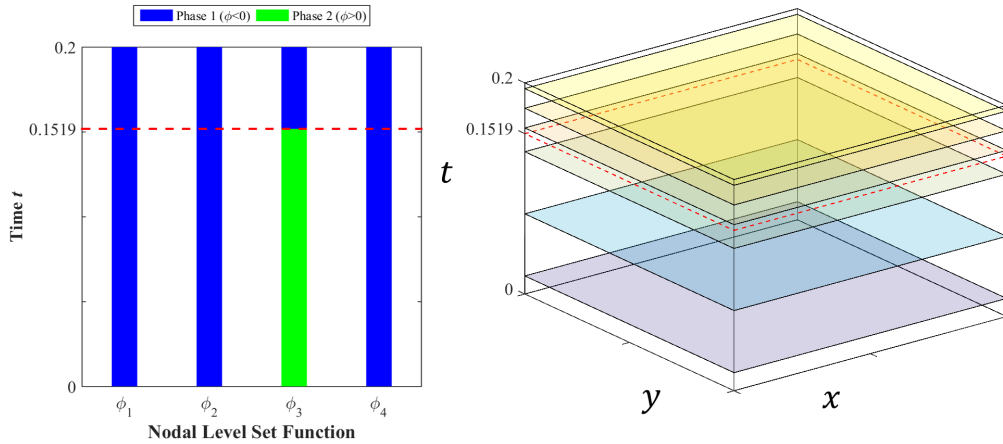 Phase 1 (ϕ<0) Phase 2 (ϕ>0)
0.2
0.1519
0
Time t
ϕ1 ϕ2 ϕ3 ϕ4
Nodal Level Set Function
0.2
0.1519
t
0
y
x